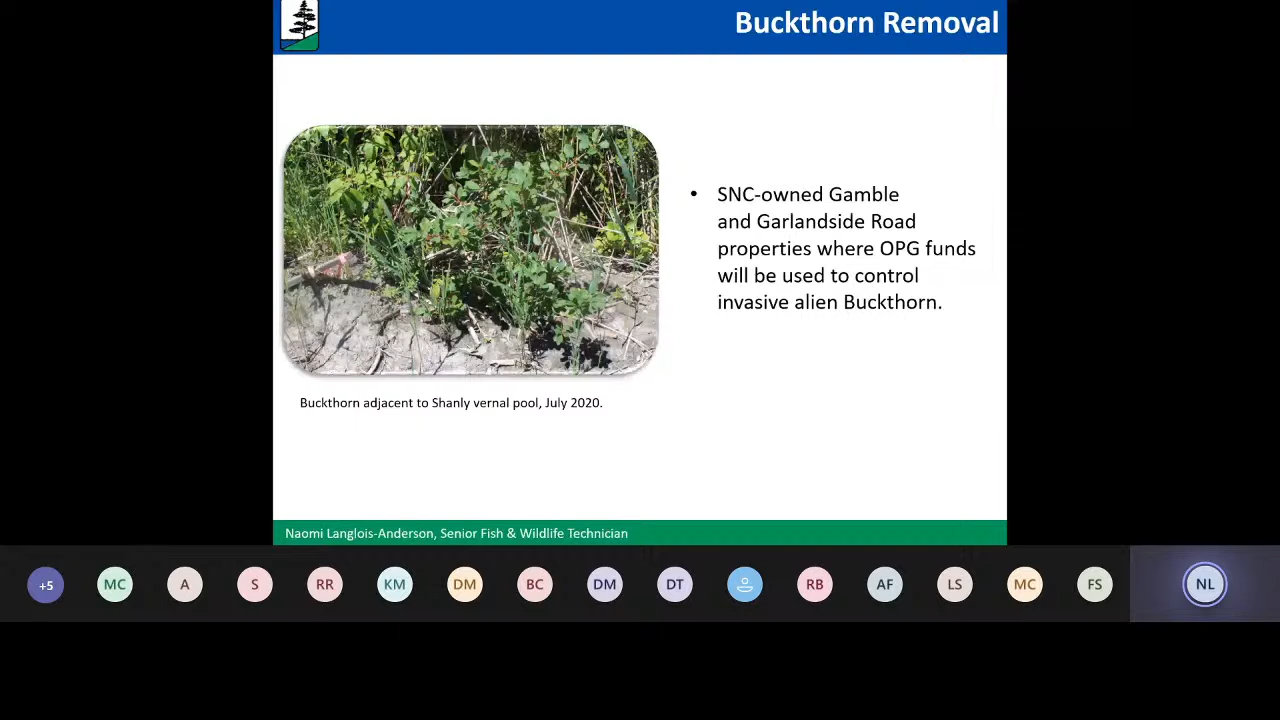 Buckthorn Removal
• SNC-owned Gamble
and Garlandside Road
properties where OPG funds
will be used to control
invasive alien Buckthorn.
Buckthorn adjacent to Shanly vernal pool, July 2020.
Naomi Langlois-Anderson, Senior Fish & Wildlife Technician
+5 MC A S RR KM DM BC DM DT RB AF LS MC FS NL